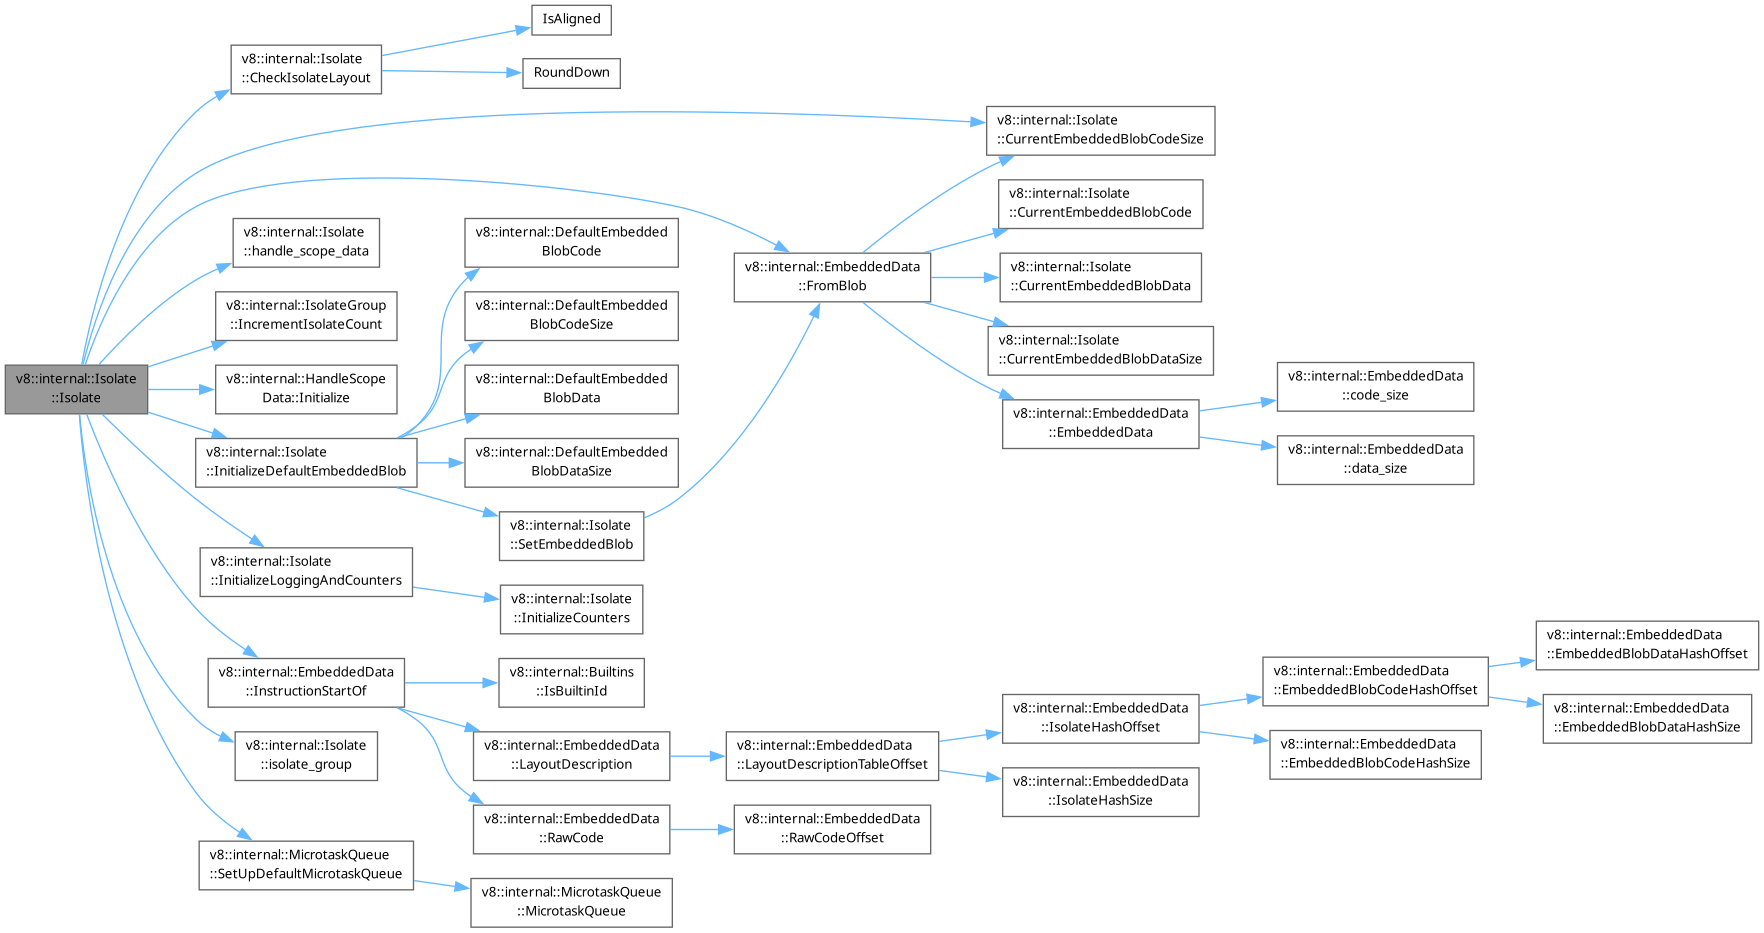 IsAligned
v8::internal::Isolate
::CheckIsolateLayout
RoundDown
v8::internal::Isolate
::CurrentEmbeddedBlobCodeSize
v8::internal::Isolate
::CurrentEmbeddedBlobCode
v8::internal::Isolate
::handle_scope_data
v8::internal::DefaultEmbedded
BlobCode
v8::internal::EmbeddedData
::FromBlob
v8::internal::Isolate
::CurrentEmbeddedBlobData
v8::internal::IsolateGroup
::IncrementIsolateCount
v8::internal::DefaultEmbedded
BlobCodeSize
v8::internal::Isolate
::CurrentEmbeddedBlobDataSize
v8::internal::Isolate
::Isolate
v8::internal::HandleScope
Data::Initialize
v8::internal::DefaultEmbedded
BlobData
v8::internal::EmbeddedData
::code_size
v8::internal::EmbeddedData
::EmbeddedData
v8::internal::Isolate
::InitializeDefaultEmbeddedBlob
v8::internal::DefaultEmbedded
BlobDataSize
v8::internal::EmbeddedData
::data_size
v8::internal::Isolate
::SetEmbeddedBlob
v8::internal::Isolate
::InitializeLoggingAndCounters
v8::internal::Isolate
::InitializeCounters
v8::internal::EmbeddedData
::EmbeddedBlobDataHashOffset
v8::internal::EmbeddedData
::InstructionStartOf
v8::internal::Builtins
::IsBuiltinId
v8::internal::EmbeddedData
::EmbeddedBlobCodeHashOffset
v8::internal::EmbeddedData
::IsolateHashOffset
v8::internal::EmbeddedData
::EmbeddedBlobDataHashSize
v8::internal::Isolate
::isolate_group
v8::internal::EmbeddedData
::LayoutDescription
v8::internal::EmbeddedData
::LayoutDescriptionTableOffset
v8::internal::EmbeddedData
::EmbeddedBlobCodeHashSize
v8::internal::EmbeddedData
::IsolateHashSize
v8::internal::EmbeddedData
::RawCode
v8::internal::EmbeddedData
::RawCodeOffset
v8::internal::MicrotaskQueue
::SetUpDefaultMicrotaskQueue
v8::internal::MicrotaskQueue
::MicrotaskQueue